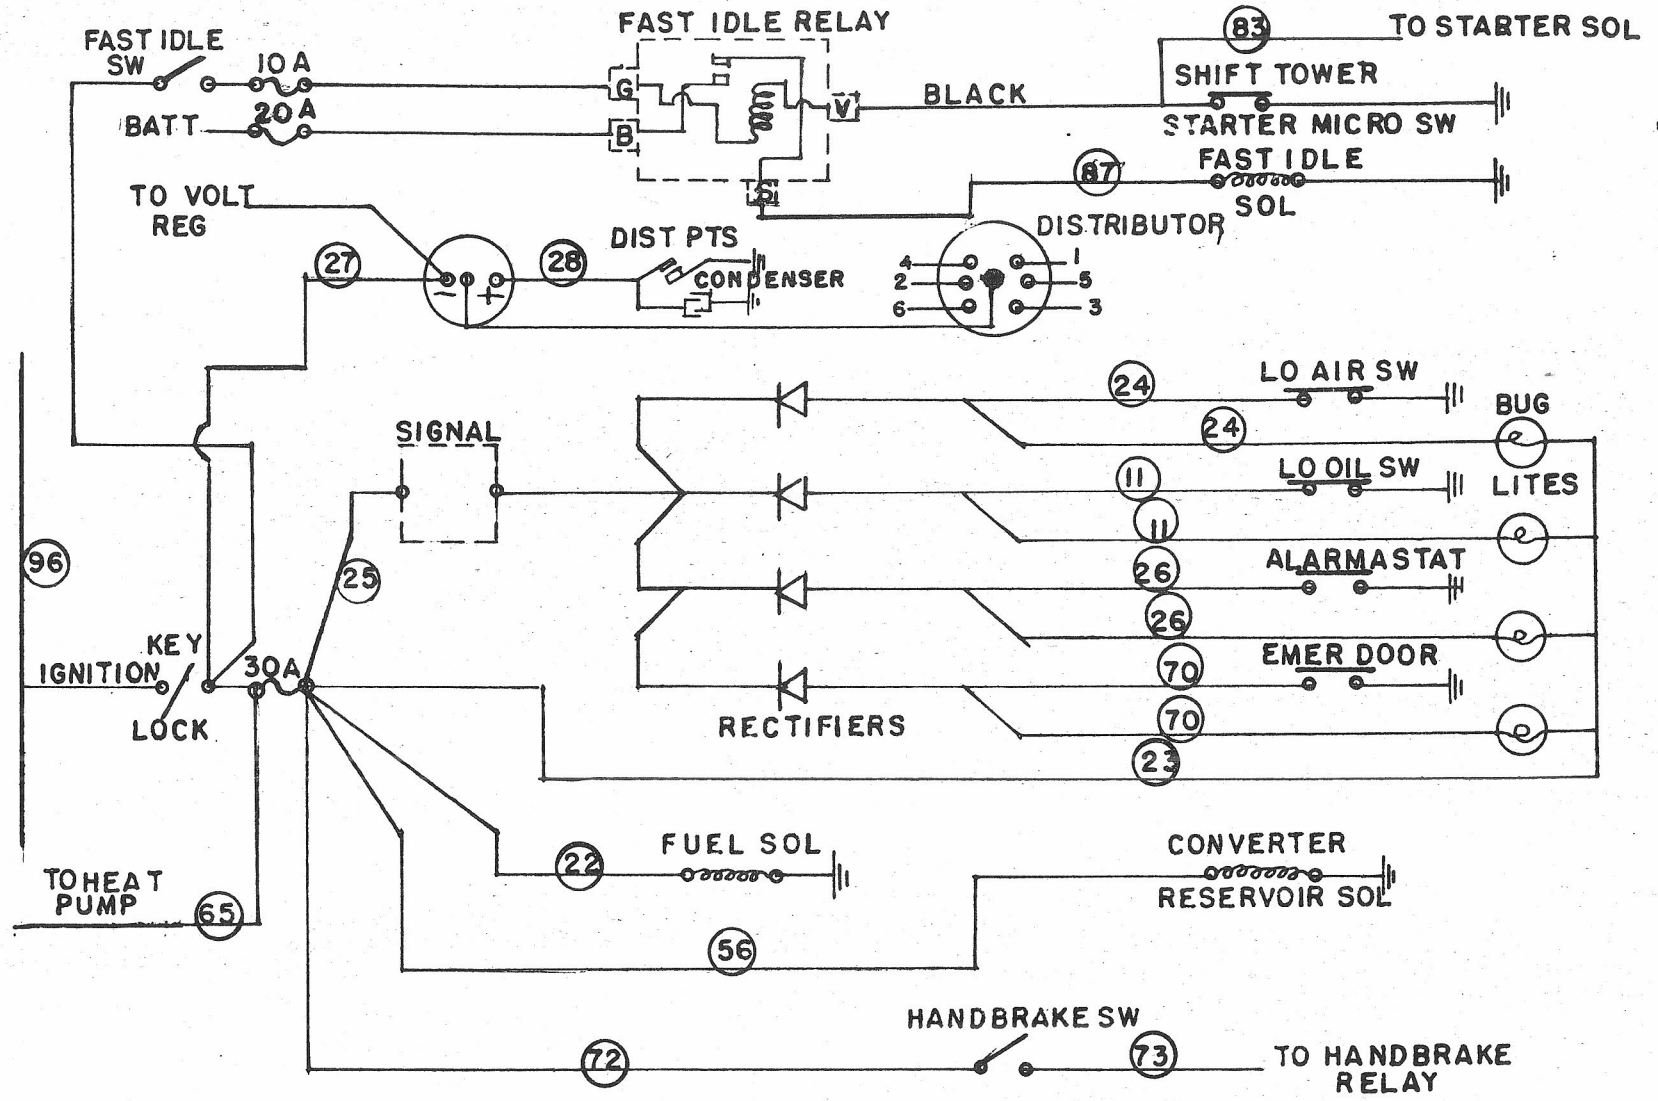 FAST IDLE RELAY
83
TO STARTER SOL
FAST IDLE
SW
10 A
G
SHIFT TOWER
BLACK
V
20 A
BATT
B
STARTER MICRO SW
87
FAST IDLE
S
SOL
TO VOLT
REG
DISTRIBUTOR
DIST PTS
27
28
CONDENSER
- +
4 1
2 5
6 3
24
LO AIR SW
BUG
24
SIGNAL
11
LO OIL SW
LITES
11
96
25
26
ALARMASTAT
26
KEY
EMER DOOR
IGNITION
30A
70
LOCK
RECTIFIERS
70
23
FUEL SOL
CONVERTER
22
TO HEAT
PUMP
RESERVOIR SOL
65
56
HANDBRAKE SW
72
73
TO HANDBRAKE
RELAY